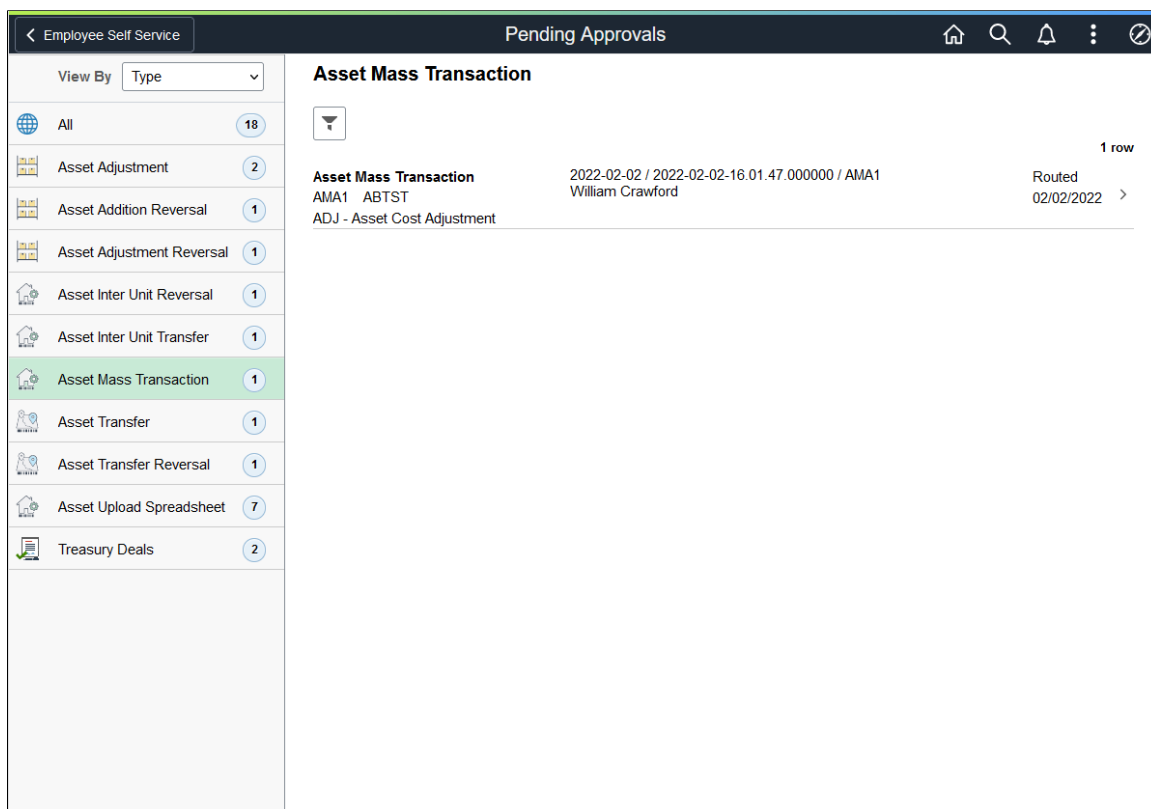 Employee Self Service
Pending Approvals
View By Type
All 18
Asset Adjustment 2
Asset Addition Reversal 1
Asset Adjustment Reversal 1
Asset Inter Unit Reversal 1
Asset Inter Unit Transfer 1
Asset Mass Transaction 1
Asset Transfer 1
Asset Transfer Reversal 1
Asset Upload Spreadsheet 7
Treasury Deals 2
Asset Mass Transaction
1 row
Asset Mass Transaction 2022-02-02 / 2022-02-02-16.01.47.000000 / AMA1 Routed
AMA1 ABTST William Crawford 02/02/2022
ADJ - Asset Cost Adjustment